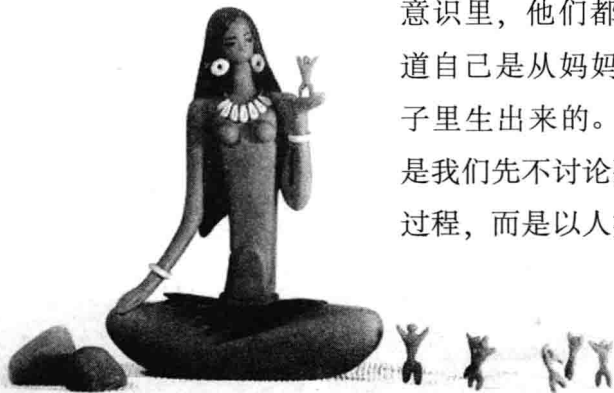 意识里，他们都
道自己是从妈妈
子里生出来的。
是我们先不讨论
过程，而是以人